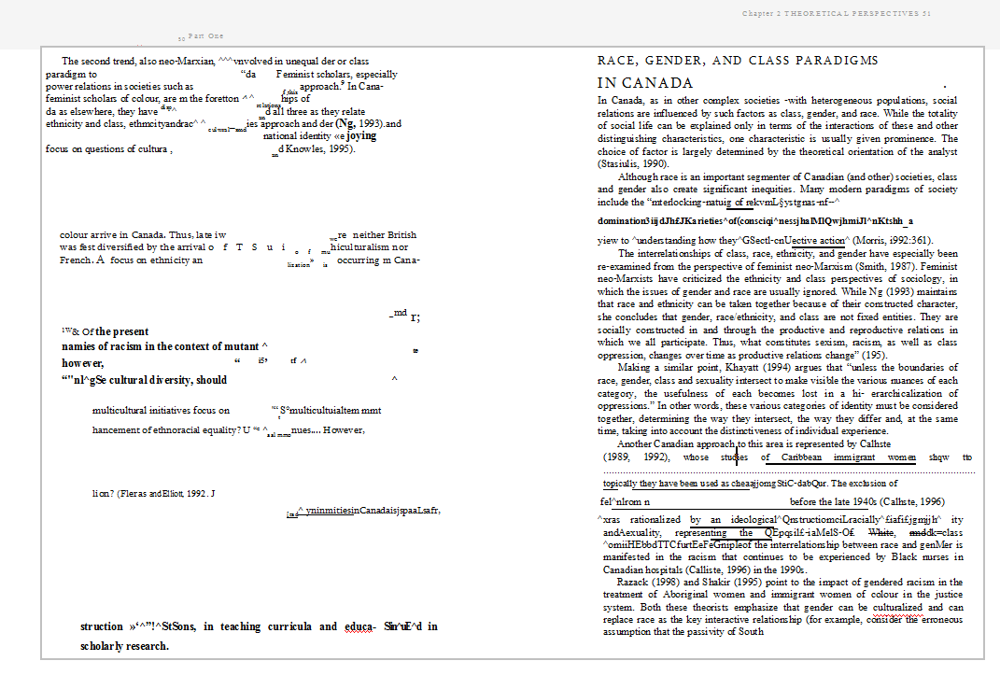 Chapter 2 THEORETICAL PERSPECTIVES 51
50 Part One
The second trend, also neo-Marxian, ^^^vnvolved in unequal der or class
paradigm to “da Feminist scholars, especially
power relations in societies such as f this approach.⁹ In Cana-
feminist scholars of colour, are m the foretton ^^ relations hips of
da as elsewhere, they have disp^ an d all three as they relate
ethnicity and class, ethmcityandrac^ ^ cultural—and ies approach and der (Ng, 1993).and
national identity «e joying
focus on questions of cultura , an d Knowles, 1995).
colour arrive in Canada. Thus, late iw we re neither British
was fest diversified by the arrival o f T S u i o f mu hiculturalism nor
French. A focus on ethnicity an lization» is occurring m Cana-
_md r;
¹W& Of the present
namies of racism in the context of mutant ^ te
however, “ i5’ tf ^
“"nl^gSe cultural diversity, should ^
multicultural initiatives focus on “‘ S°multicultuialtem mmt
hancement of ethnoracial equality? U “‘ ^ nues.... However,
lion? (Fleras and Elliott, 1992. J
^ yninmitiesinCanadaisjspaaLsafr,
struction »‘^”!^StSons, in teaching curricula and educa- Sin^uE^d in
scholarly research.
RACE, GENDER, AND CLASS PARADIGMS
IN CANADA .
In Canada, as in other complex societies -with heterogeneous populations, social
relations are influenced by such factors as class, gender, and race. While the totality
of social life can be explained only in terms of the interactions of these and other
distinguishing characteristics, one characteristic is usually given prominence. The
choice of factor is largely determined by the theoretical orientation of the analyst
(Stasiulis, 1990).
Although race is an important segmenter of Canadian (and other) societies, class
and gender also create significant inequities. Many modern paradigms of society
include the “mterlocking-natuig of rekvmL§ystgnas-nf--^
domination3iijdJhfJKarieties^of(consciqi^nessjhaIMIQwjhmiJl^nKtshh_a
yiew to ^understanding how they^GSectl-cnUective action^ (Morris, i992:361).
The interrelationships of class, race, ethnicity, and gender have especially been
re-examined from the perspective of feminist neo-Marxism (Smith, 1987). Feminist
neo-Marxists have criticized the ethnicity and class perspectives of sociology, in
which the issues of gender and race are usually ignored. While Ng (1993) maintains
that race and ethnicity can be taken together because of their constructed character,
she concludes that gender, race/ethnicity, and class are not fixed entities. They are
socially constructed in and through the productive and reproductive relations in
which we all participate. Thus, what constitutes sexism, racism, as well as class
oppression, changes over time as productive relations change” (195).
Making a similar point, Khayatt (1994) argues that “unless the boundaries of
race, gender, class and sexuality intersect to make visible the various nuances of each
category, the usefulness of each becomes lost in a hi- erarchicalization of
oppressions.” In other words, these various categories of identity must be considered
together, determining the way they intersect, the way they differ and, at the same
time, taking into account the distinctiveness of individual experience.
Another Canadian approach to this area is represented by Calhste
(1989, 1992), whose studies of Caribbean immigrant women shqw tto
topically they have been used as cheaajjomgStiC-dabQur. The exclusion of
fel^nlrom n before the late 1940s (Calhste, 1996)
^xras rationalized by an ideological^QnstructiomciLracially^£iafi£jgmjjh^ ity
andAexuality, representing the QEpqsil£-iaMelS-O£ White, mddk=class
^omiiHEbbdTTCfurtEeFeGnipleof the interrelationship between race and genMer is
manifested in the racism that continues to be experienced by Black nurses in
Canadian hospitals (Calliste, 1996) in the 1990s.
Razack (1998) and Shakir (1995) point to the impact of gendered racism in the
treatment of Aboriginal women and immigrant women of colour in the justice
system. Both these theorists emphasize that gender can be culturalized and can
replace race as the key interactive relationship (for example, consider the erroneous
assumption that the passivity of South